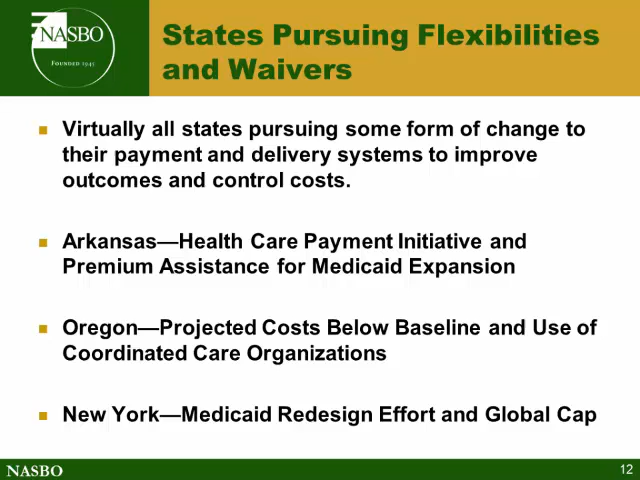 NASBO
FOUNDED 1945
States Pursuing Flexibilities
and Waivers
Virtually all states pursuing some form of change to
their payment and delivery systems to improve
outcomes and control costs.
Arkansas—Health Care Payment Initiative and
Premium Assistance for Medicaid Expansion
Oregon—Projected Costs Below Baseline and Use of
Coordinated Care Organizations
New York—Medicaid Redesign Effort and Global Cap
NASBO
12